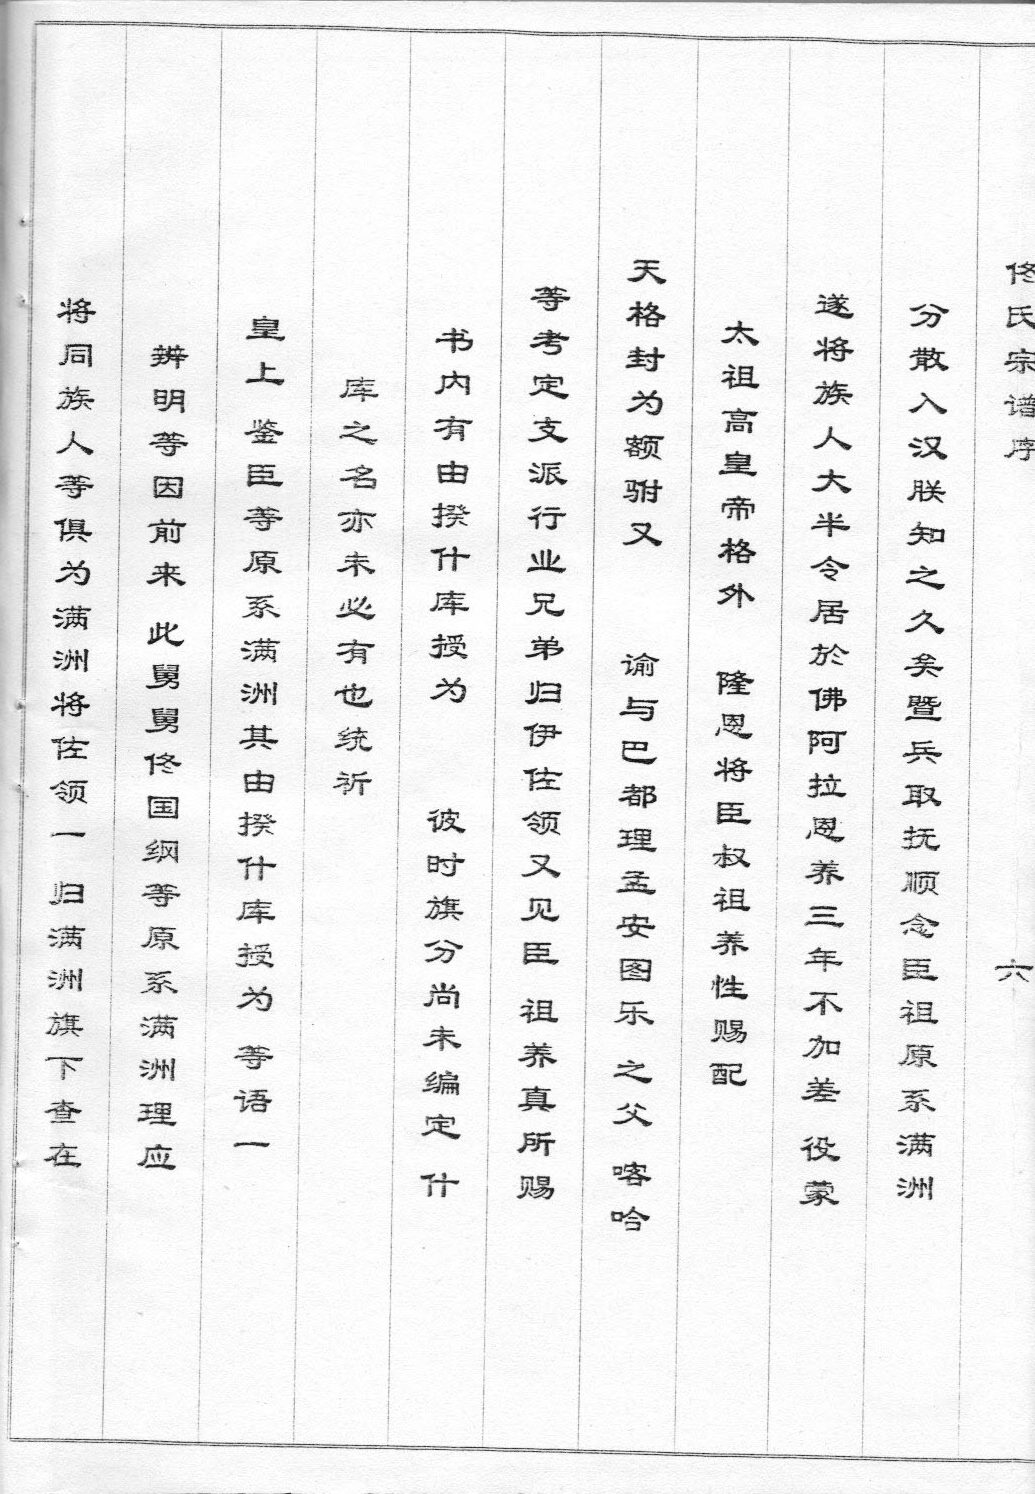 佟氏宗谱序 六
分散入汉朕知之久矣暨兵取抚顺念臣祖原系满洲
遂将族人大半令居於佛阿拉恩养三年不加差役蒙
太祖高皇帝格外 隆恩将臣叔祖养性赐配
天格封为额驸又 谕与巴都理孟安图乐之父喀哈
等考定支派行业兄弟归伊佐领又见臣祖养真所赐
书内有由揆什库授为 彼时旗分尚未编定什
库之名亦未必有也统祈
皇上鉴臣等原系满洲其由揆什库授为等语一
辨明等因前来此舅舅佟国纲等原系满洲理应
将同族人等俱为满洲将佐领一归满洲旗下查在